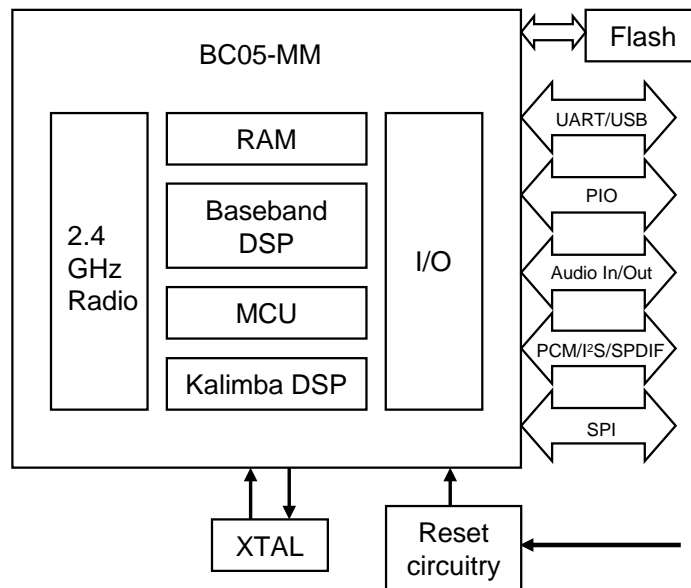 BC05-MM
Flash
RAM
Baseband
DSP
MCU
Kalimba DSP
2.4
GHz
Radio
I/O
UART/USB
PIO
Audio In/Out
PCM/I²S/SPDIF
SPI
XTAL
Reset
circuitry